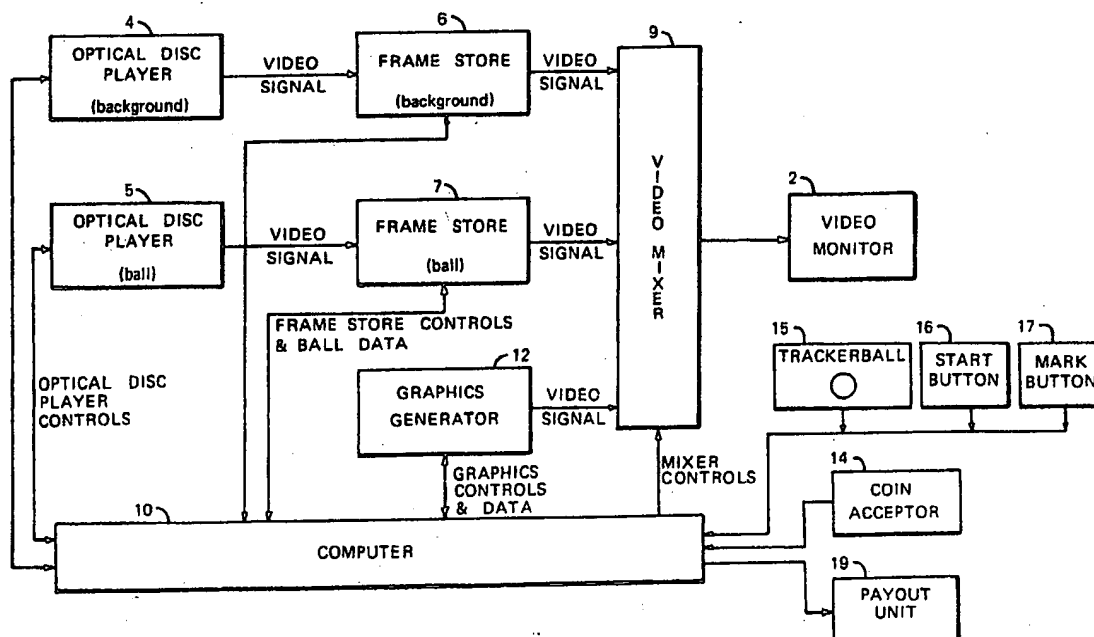 4
OPTICAL DISC
PLAYER
(background)
VIDEO
SIGNAL
6
FRAME STORE
(background)
VIDEO
SIGNAL
9
VIDEO MIXER
5
OPTICAL DISC
PLAYER
(ball)
VIDEO
SIGNAL
7
FRAME STORE
(ball)
VIDEO
SIGNAL
2
VIDEO
MONITOR
FRAME STORE CONTROLS
& BALL DATA
OPTICAL DISC
PLAYER
CONTROLS
12
GRAPHICS
GENERATOR
VIDEO
SIGNAL
15
TRACKERBALL
16
START
BUTTON
17
MARK
BUTTON
GRAPHICS
CONTROLS
& DATA
MIXER
CONTROLS
14
COIN
ACCEPTOR
10
COMPUTER
19
PAYOUT
UNIT